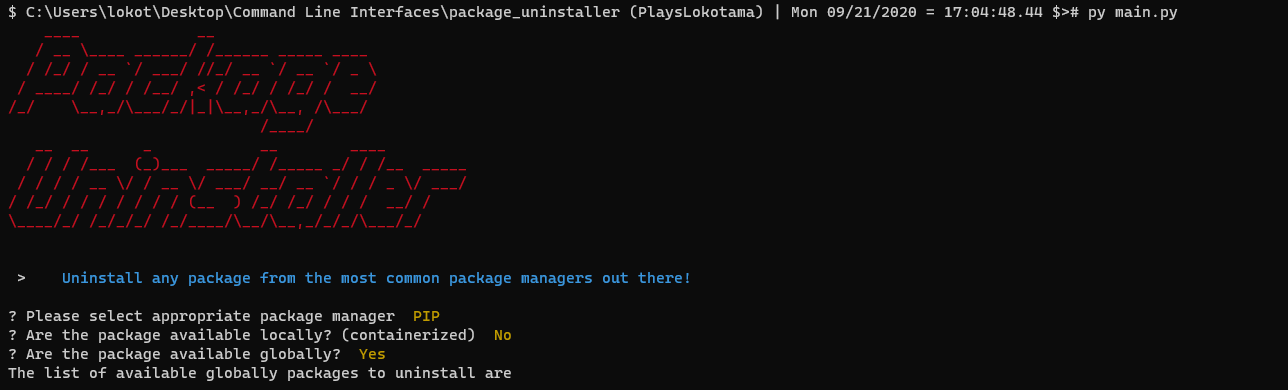 $ C:\Users\lokot\Desktop\Command Line Interfaces\package_uninstaller (PlaysLokotama) | Mon 09/21/2020 = 17:04:48.44 $># py main.py
Package
Uninstaller
> Uninstall any package from the most common package managers out there!
? Please select appropriate package manager PIP
? Are the package available locally? (containerized) No
? Are the package available globally? Yes
The list of available globally packages to uninstall are